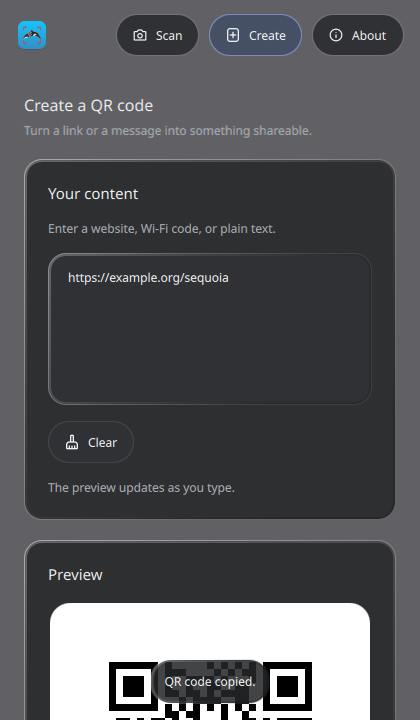 Scan
Create
About
Create a QR code
Turn a link or a message into something shareable.
Your content
Enter a website, Wi-Fi code, or plain text.
https://example.org/sequoia
Clear
The preview updates as you type.
Preview
QR code copied.